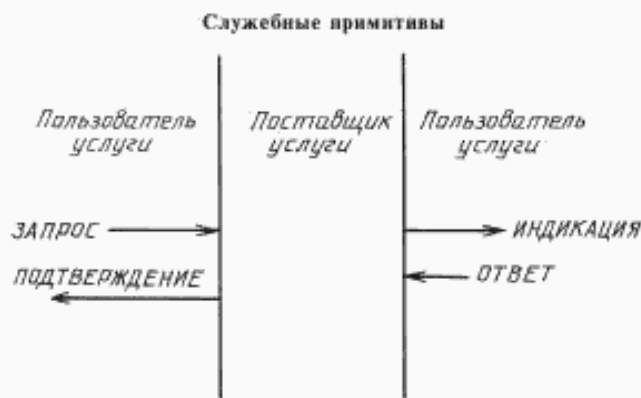 Служебные примитивы
Пользователь
услуги
Поставщик
услуги
Пользователь
услуги
ЗАПРОС
ИНДИКАЦИЯ
ПОДТВЕРЖДЕНИЕ
ОТВЕТ